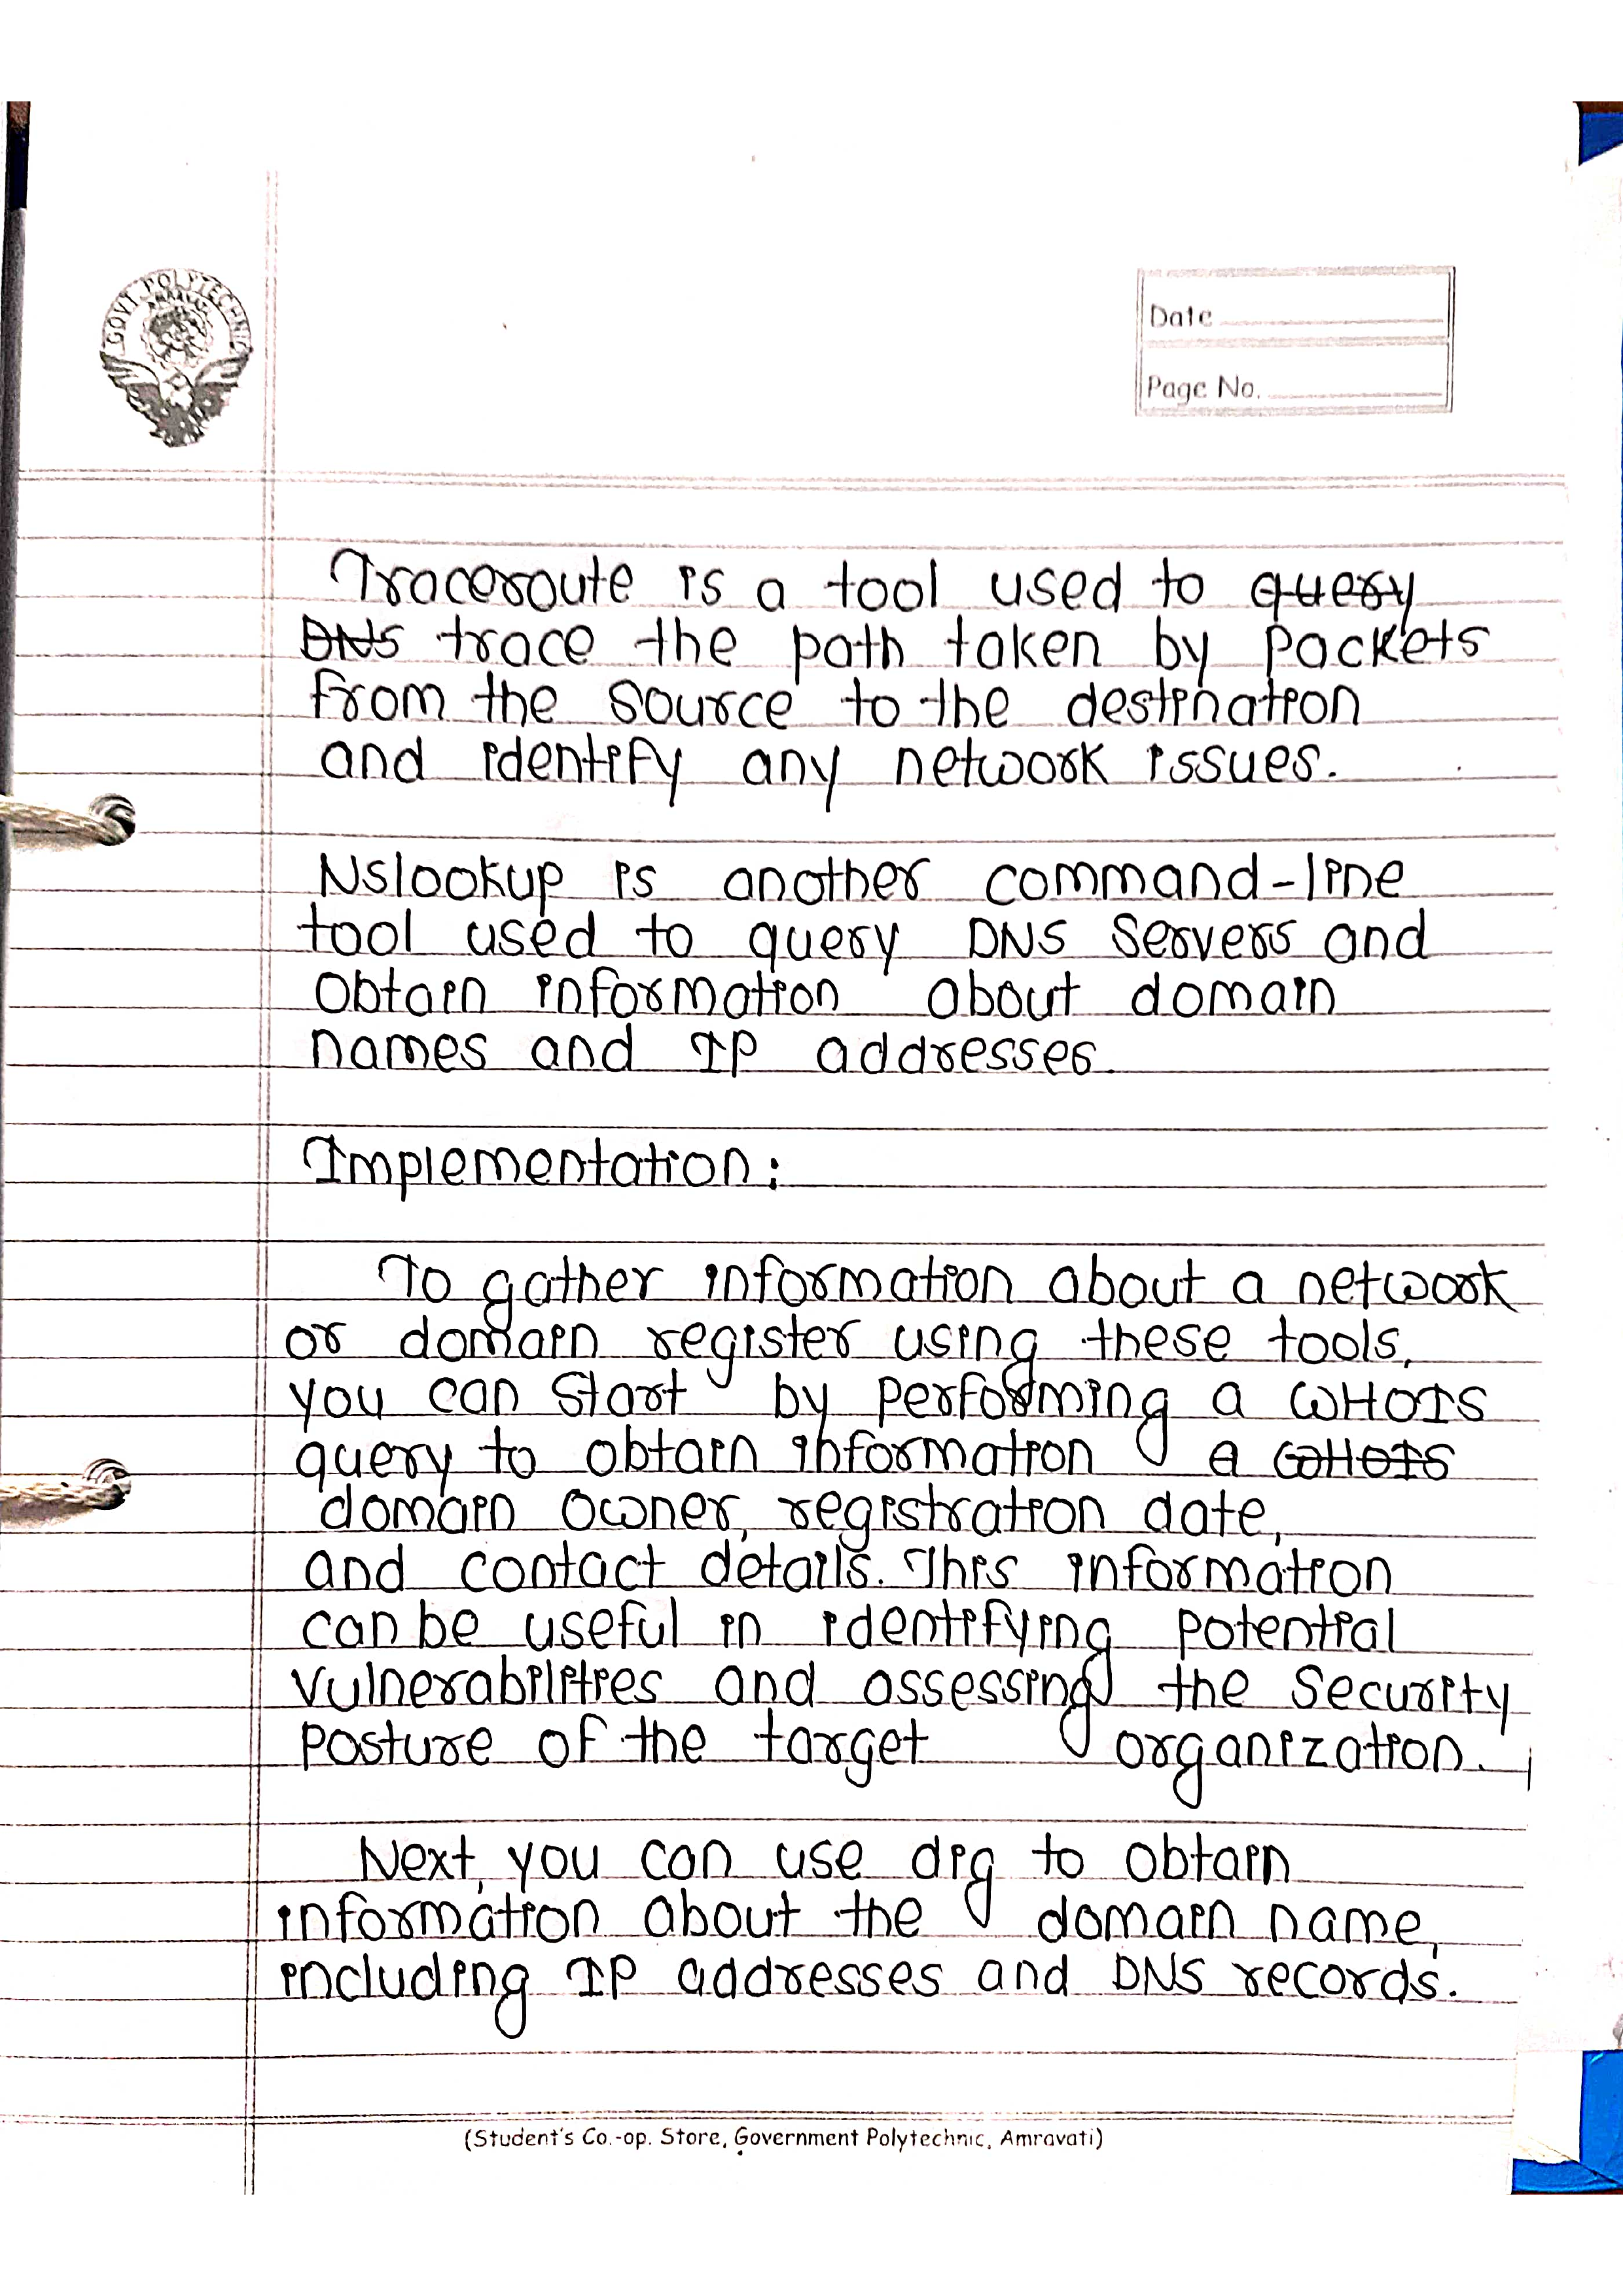 GOVT POLYTECHNIC
Date
Page No.
Traceroute is a tool used to query
DNS trace the path taken by packets
from the source to the destination
and identify any network issues.
Nslookup is another command-line
tool used to query DNS Servers and
obtain information about domain
names and IP addresses.
Implementation:
To gather information about a network
or domain register using these tools,
you can start by performing a WHOIS
query to obtain information a WHOIS
domain owner, registration date,
and contact details. This information
can be useful in identifying potential
vulnerabilities and assessing the security
posture of the target organization.
Next, you can use dig to obtain
information about the domain name,
including IP addresses and DNS records.
(Student's Co.-op. Store, Government Polytechnic, Amravati)